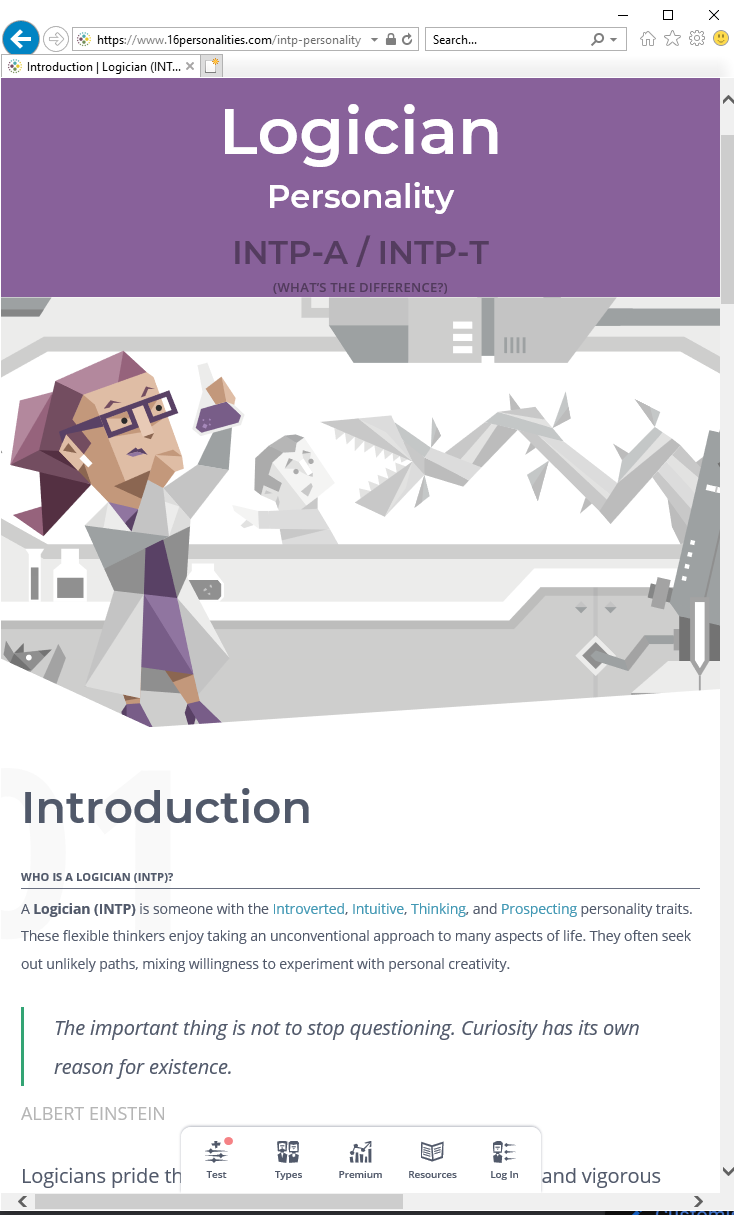 https://www.16personalities.com/intp-personality
Search...
Introduction | Logician (INT...
Logician
Personality
INTP-A / INTP-T
(WHAT'S THE DIFFERENCE?)
01
Introduction
WHO IS A LOGICIAN (INTP)?
A Logician (INTP) is someone with the Introverted, Intuitive, Thinking, and Prospecting personality traits.
These flexible thinkers enjoy taking an unconventional approach to many aspects of life. They often seek
out unlikely paths, mixing willingness to experiment with personal creativity.
The important thing is not to stop questioning. Curiosity has its own
reason for existence.
ALBERT EINSTEIN
Logicians pride th
and vigorous
Test
Types
Premium
Resources
Log In